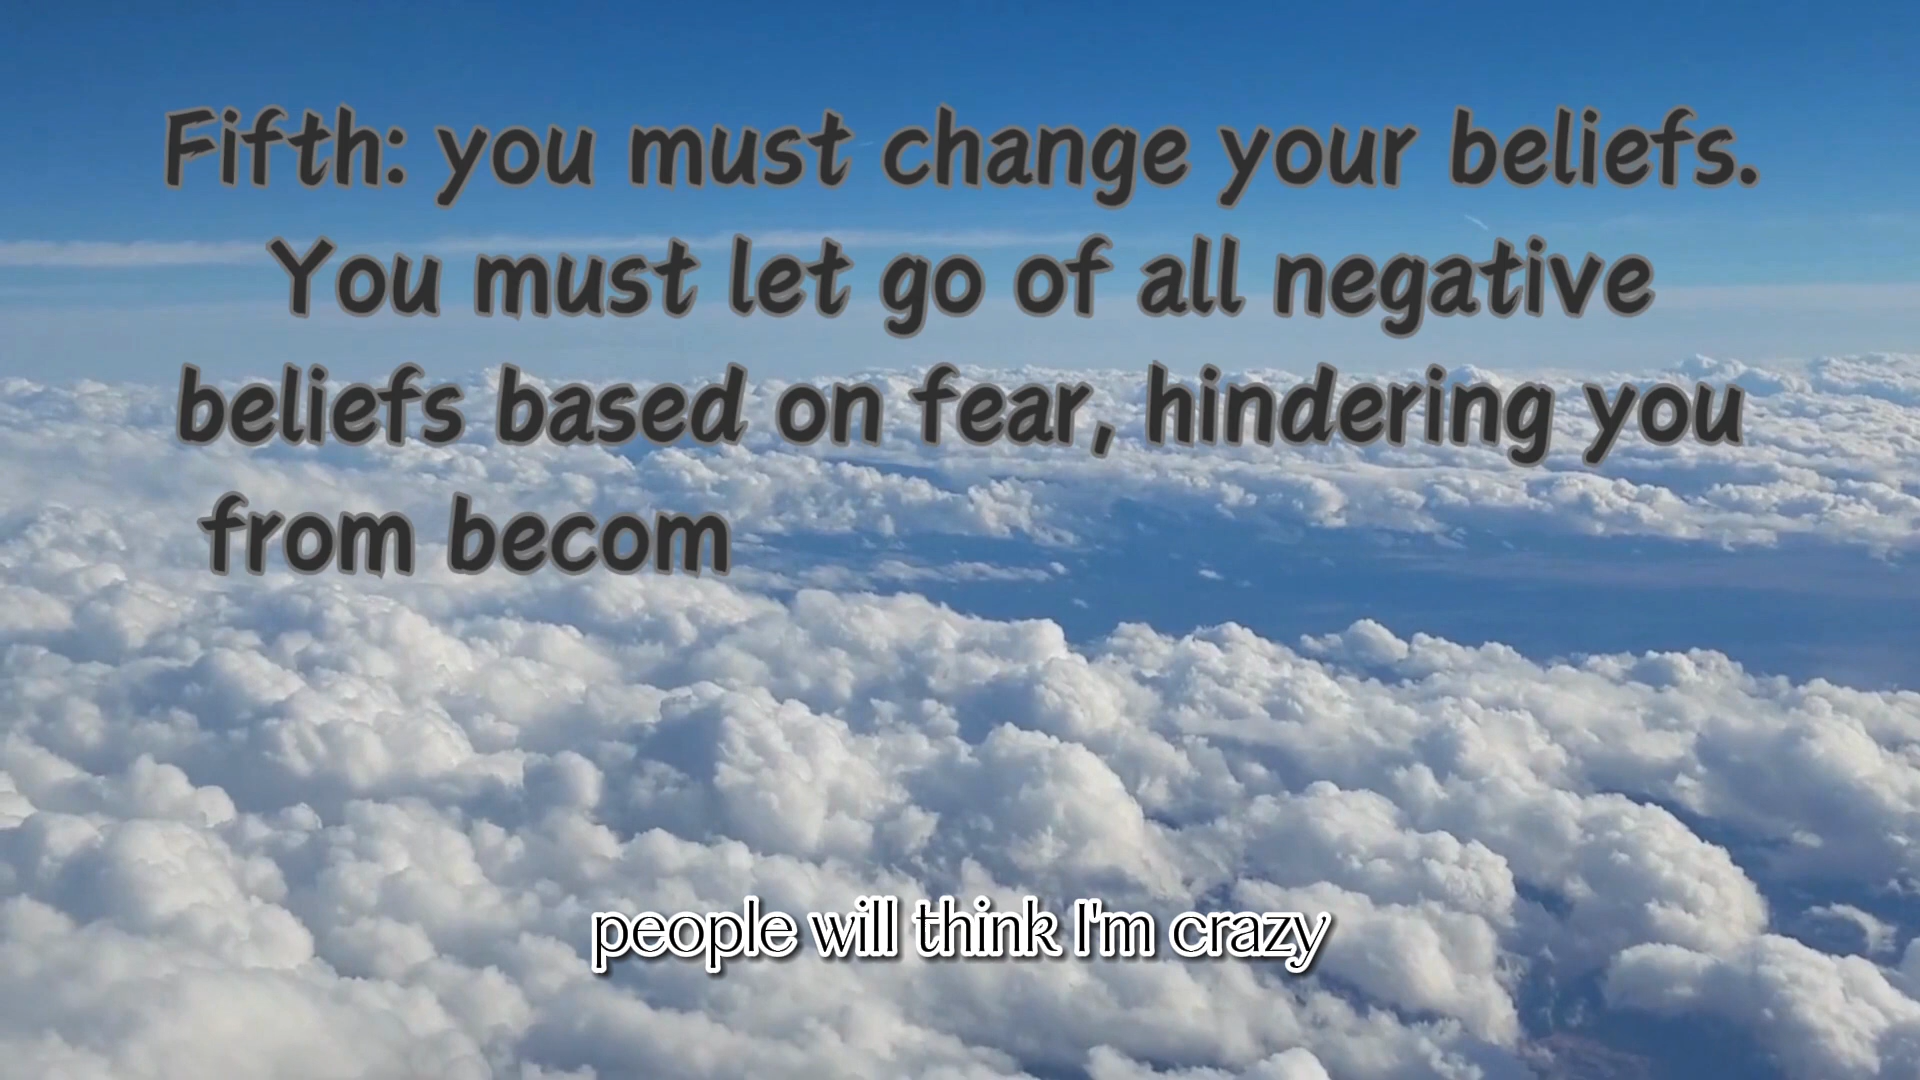 Fifth: you must change your beliefs.
You must let go of all negative
beliefs based on fear, hindering you
from becom
people will think I'm crazy